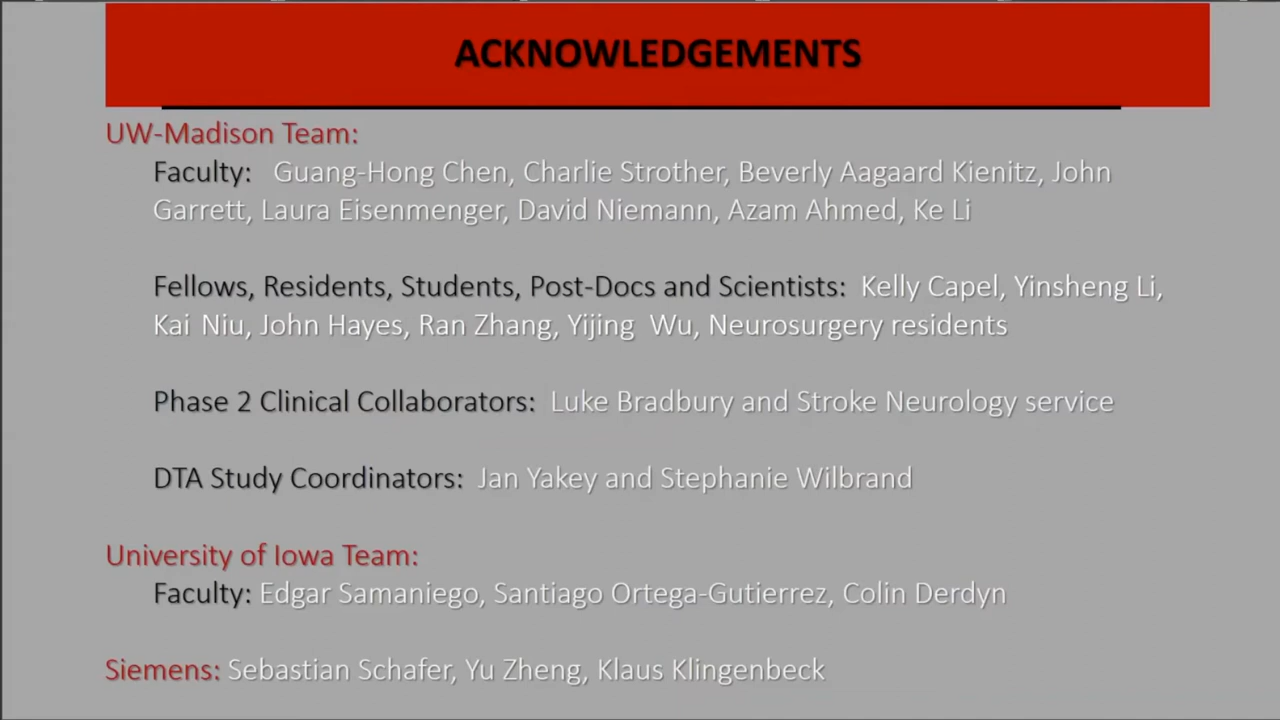 ACKNOWLEDGEMENTS
UW-Madison Team:
Faculty: Guang-Hong Chen, Charlie Strother, Beverly Aagaard Kienitz, John
Garrett, Laura Eisenmenger, David Niemann, Azam Ahmed, Ke Li
Fellows, Residents, Students, Post-Docs and Scientists: Kelly Capel, Yinsheng Li,
Kai Niu, John Hayes, Ran Zhang, Yijing Wu, Neurosurgery residents
Phase 2 Clinical Collaborators: Luke Bradbury and Stroke Neurology service
DTA Study Coordinators: Jan Yakey and Stephanie Wilbrand
University of Iowa Team:
Faculty: Edgar Samaniego, Santiago Ortega-Gutierrez, Colin Derdyn
Siemens: Sebastian Schafer, Yu Zheng, Klaus Klingenbeck